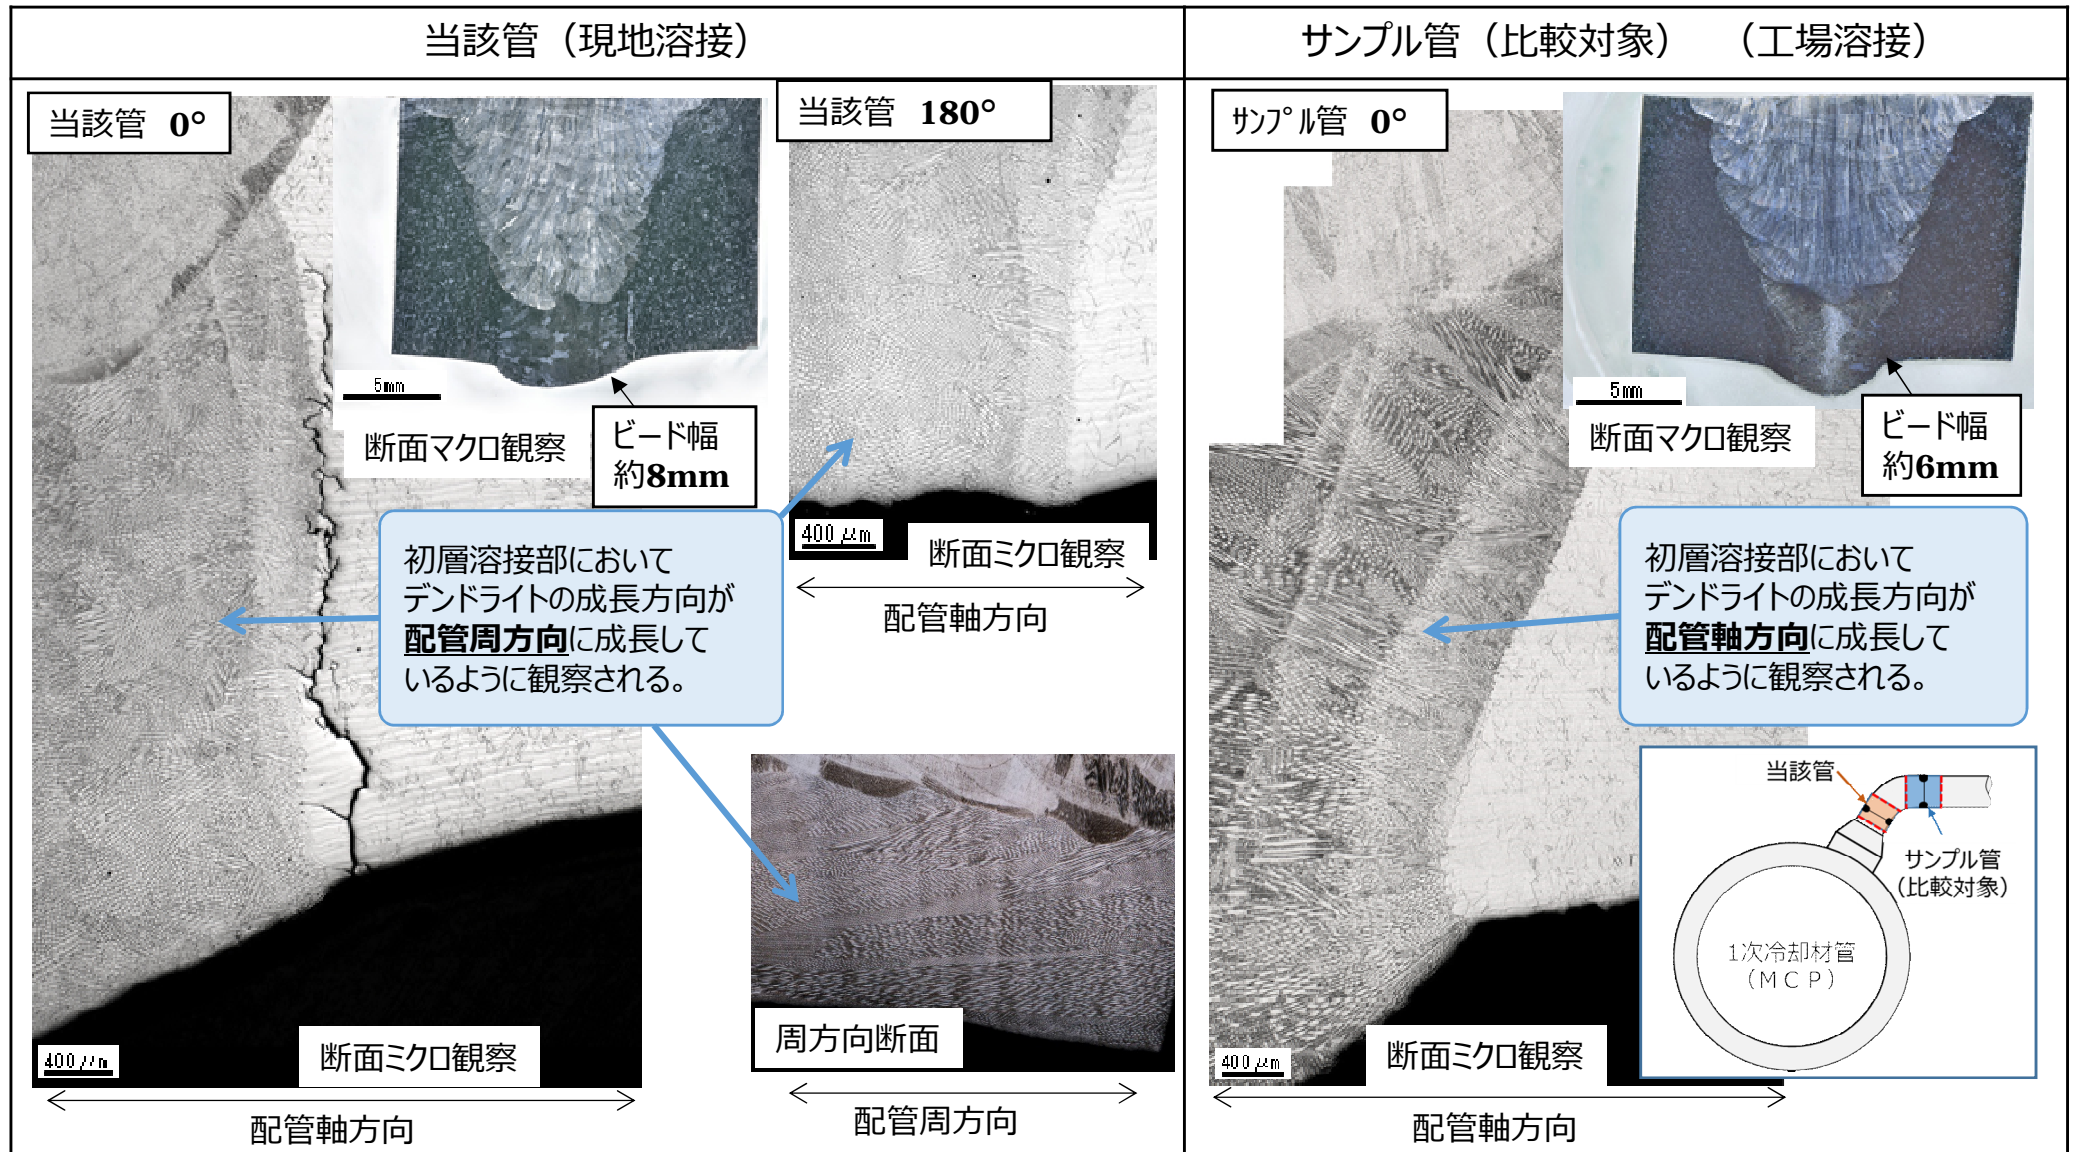 当該管（現地溶接）
当該管 0°
5mm
断面マクロ観察
ビード幅
約8mm
当該管 180°
400μm
断面ミクロ観察
配管軸方向
初層溶接部において
デンドライトの成長方向が
配管周方向に成長して
いるように観察される。
周方向断面
配管周方向
400μm
断面ミクロ観察
配管軸方向
サンプル管（比較対象）　（工場溶接）
ｻﾝﾌﾟﾙ管 0°
5mm
断面マクロ観察
ビード幅
約6mm
初層溶接部において
デンドライトの成長方向が
配管軸方向に成長して
いるように観察される。
当該管
サンプル管
（比較対象）
1次冷却材管
（ＭＣＰ）
400μm
断面ミクロ観察
配管軸方向